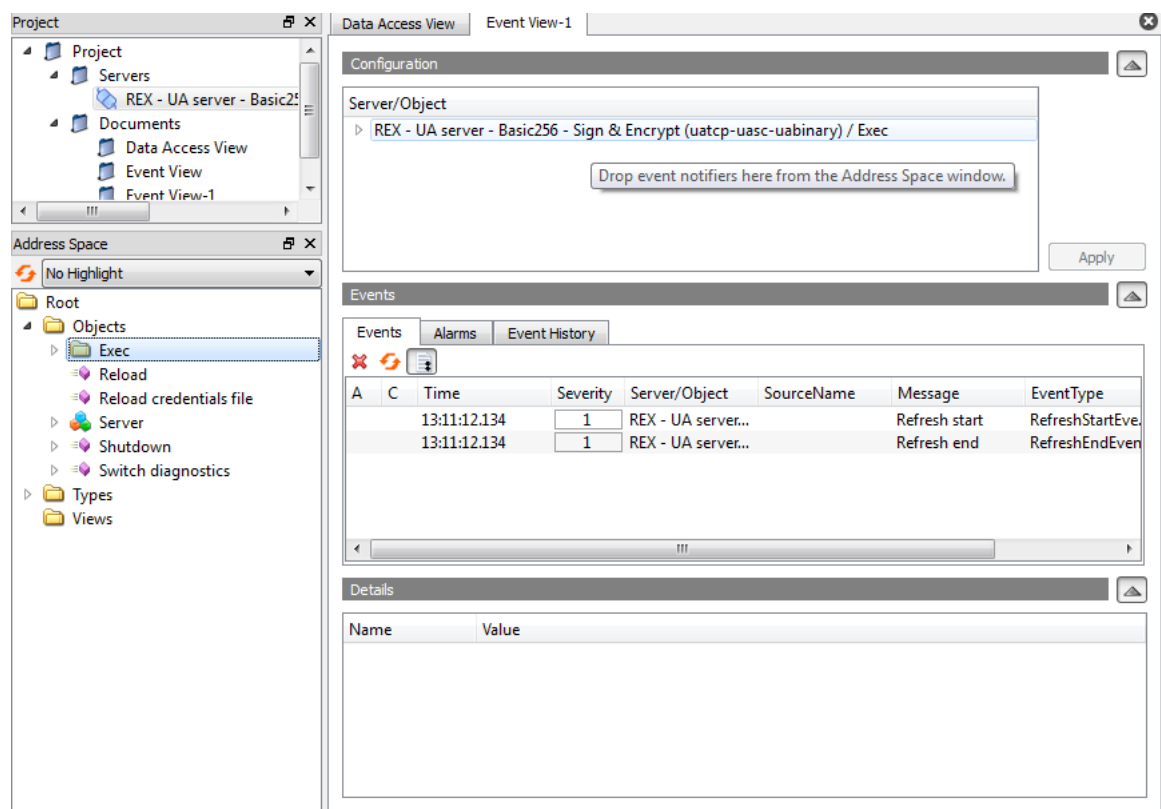 Project
Project
Servers
REX - UA server - Basic25
Documents
Data Access View
Event View
Event View-1
Address Space
No Highlight
Root
Objects
Exec
Reload
Reload credentials file
Server
Shutdown
Switch diagnostics
Types
Views
Data Access View Event View-1
Configuration
Server/Object
REX - UA server - Basic256 - Sign & Encrypt (uatcp-uasc-uabinary) / Exec
Drop event notifiers here from the Address Space window.
Apply
Events
Events Alarms Event History
A C Time Severity Server/Object SourceName Message EventType
13:11:12.134 1 REX - UA server... Refresh start RefreshStartEve.
13:11:12.134 1 REX - UA server... Refresh end RefreshEndEven
Details
Name Value